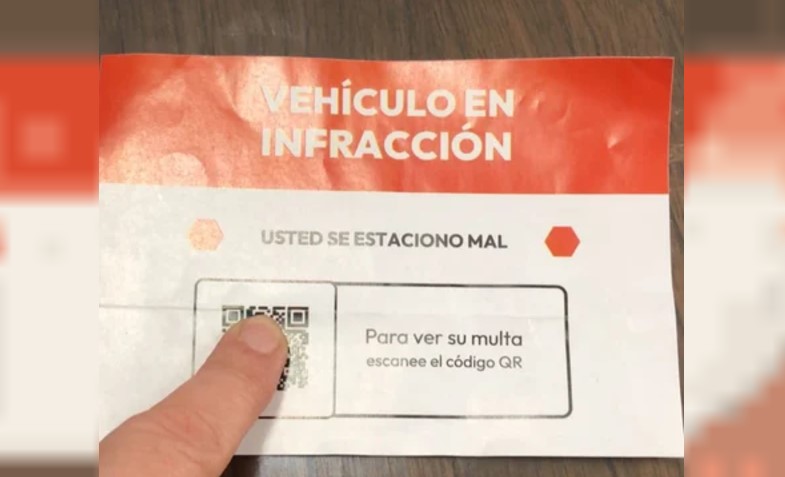 VEHÍCULO EN
INFRACCIÓN
USTED SE ESTACIONO MAL
Para ver su multa
escanee el código QR